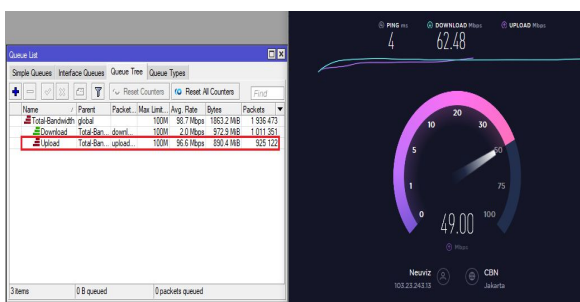 Queue List
Simple Queues Interface Queues Queue Tree Queue Types
Reset Counters Reset All Counters Find
Name Parent Packet... Max Limit... Avg. Rate Bytes Packets
Total-Bandwidth global 100M 98.7 Mbps 1863.2 MiB 1 936 473
Download Total-Ban... downl... 100M 2.0 Mbps 972.9 MiB 1 011 351
Upload Total-Ban... upload... 100M 96.6 Mbps 890.4 MiB 925 122
3 items 0 B queued 0 packets queued
PING ms DOWNLOAD Mbps UPLOAD Mbps
4 62.48
0
1
5
10
20
30
50
75
100
49.00
Mbps
Neuviz CBN
103.23.243.13 Jakarta